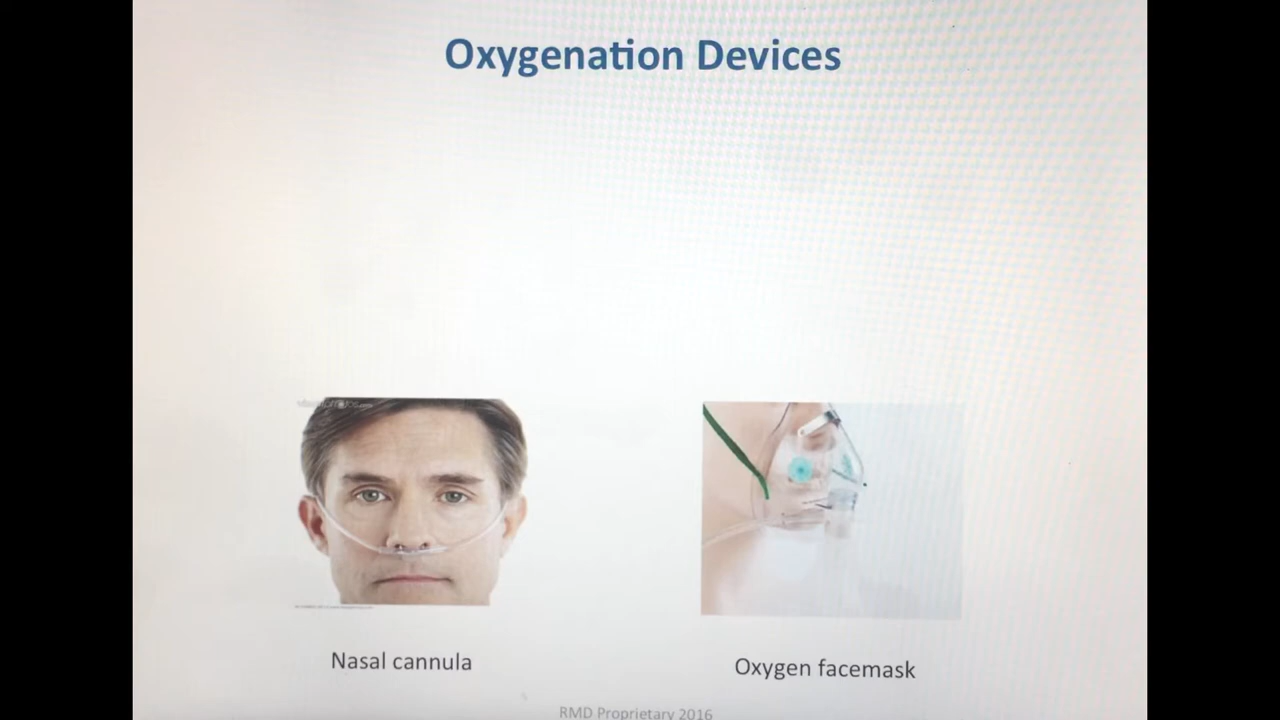 Oxygenation Devices
Nasal cannula
Oxygen facemask
RMD Proprietary 2016